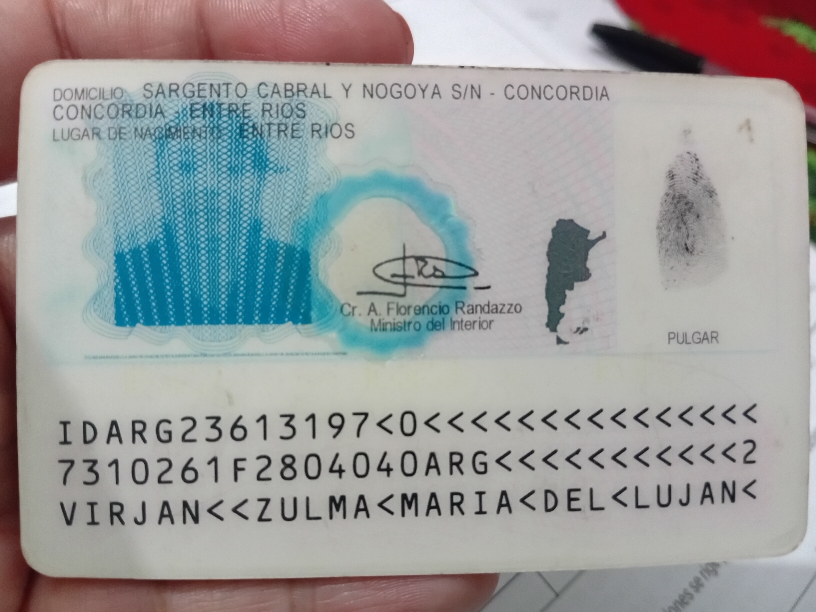 DOMICILIO SARGENTO CABRAL Y NOGOYA S/N - CONCORDIA
CONCORDIA - ENTRE RIOS
LUGAR DE NACIMIENTO ENTRE RIOS
1
Cr. A. Florencio Randazzo
Ministro del Interior
PULGAR
IDARG23613197<0<<<<<<<<<<<<<<<
7310261F2804040ARG<<<<<<<<<<<2
VIRJAN<<ZULMA<MARIA<DEL<LUJAN<